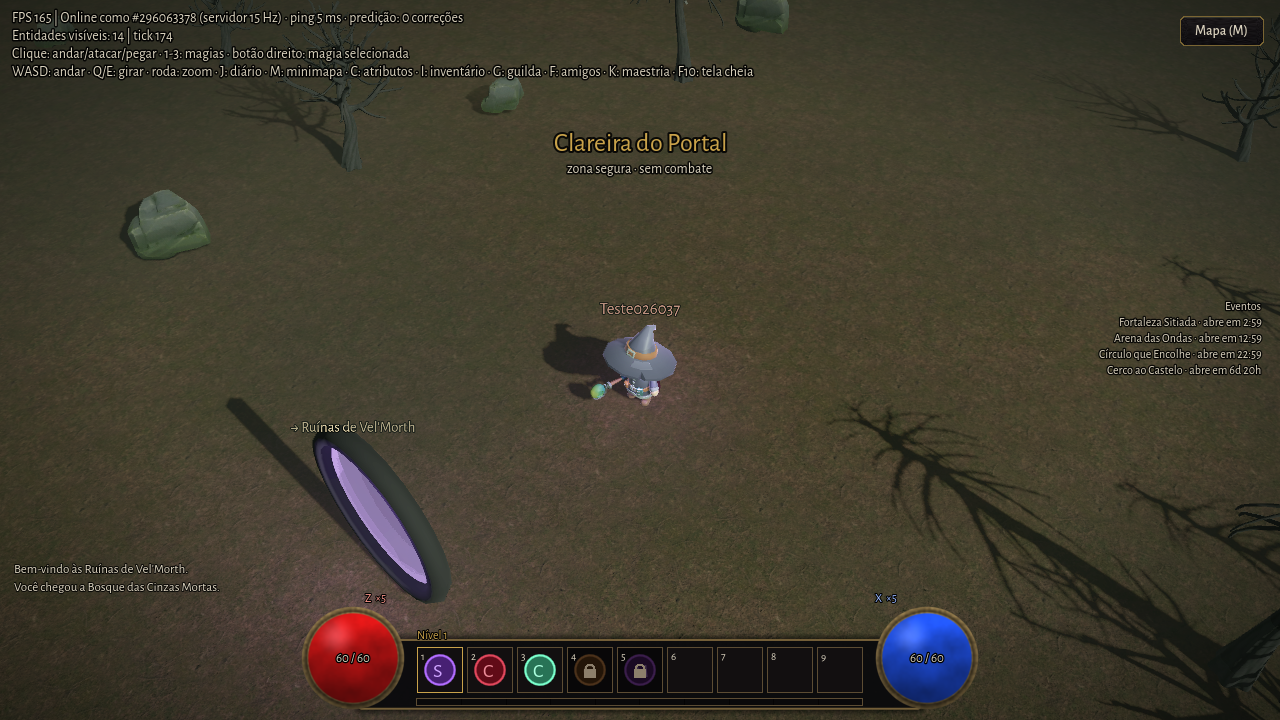 FPS 165 | Online como #296063378 (servidor 15 Hz) · ping 5 ms · predição: 0 correções
Entidades visíveis: 14 | tick 174
Clique: andar/atacar/pegar · 1-3: magias · botão direito: magia selecionada
WASD: andar · Q/E: girar · roda: zoom · J: diário · M: minimapa · C: atributos · I: inventário · G: guilda · F: amigos · K: maestria · F10: tela cheia
Mapa (M)
Clareira do Portal
zona segura · sem combate
Teste026037
Eventos
Fortaleza Sitiada · abre em 2:59
Arena das Ondas · abre em 12:59
Círculo que Encolhe · abre em 22:59
Cerco ao Castelo · abre em 6d 20h
→ Ruínas de Vel'Morth
Bem-vindo às Ruínas de Vel'Morth.
Você chegou a Bosque das Cinzas Mortas.
Z ×5
X ×5
Nível 1
60 / 60
1 S
2 C
3 C
4
5
6
7
8
9
60 / 60